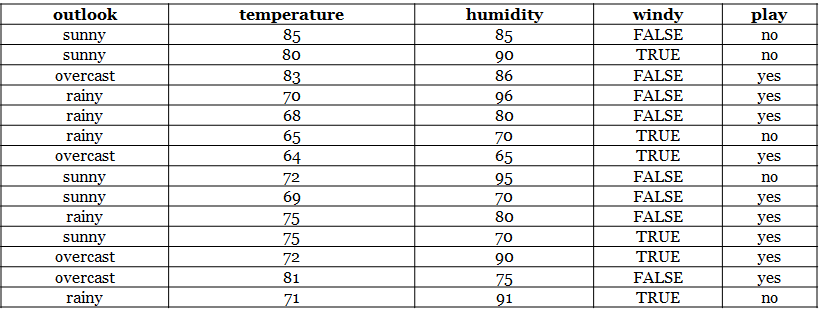 outlook temperature humidity windy play
sunny 85 85 FALSE no
sunny 80 90 TRUE no
overcast 83 86 FALSE yes
rainy 70 96 FALSE yes
rainy 68 80 FALSE yes
rainy 65 70 TRUE no
overcast 64 65 TRUE yes
sunny 72 95 FALSE no
sunny 69 70 FALSE yes
rainy 75 80 FALSE yes
sunny 75 70 TRUE yes
overcast 72 90 TRUE yes
overcast 81 75 FALSE yes
rainy 71 91 TRUE no